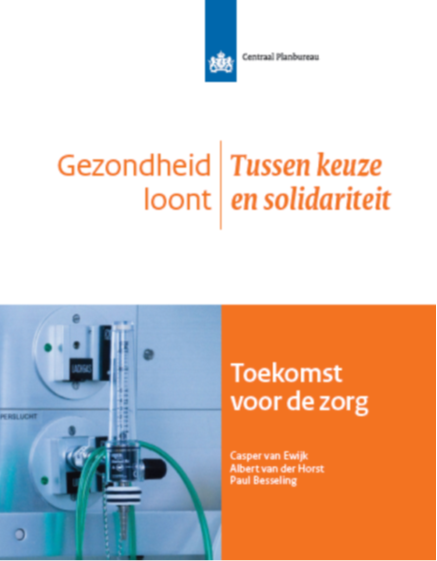 Centraal Planbureau
Gezondheid
loont
Tussen keuze
en solidariteit
PERSLUCHT
Toekomst
voor de zorg
Casper van Ewijk
Albert van der Horst
Paul Besseling